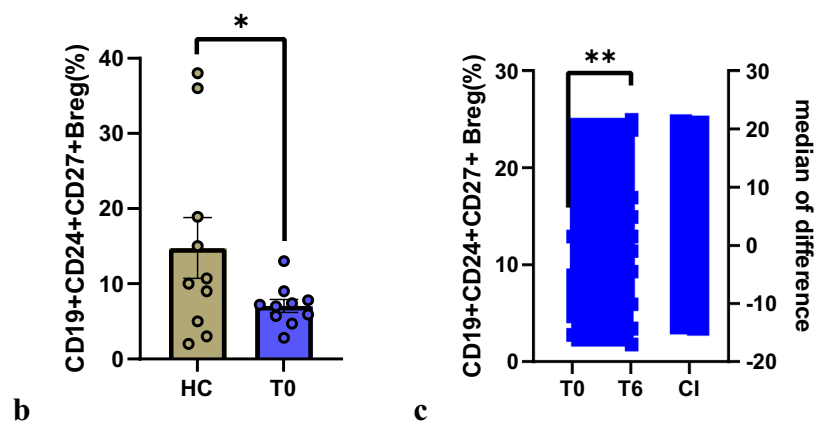 CD19+CD24+CD27+Breg(%)
*
40
30
20
10
0
HC T0
b
CD19+CD24+CD27+ Breg(%)
**
30
20
10
0
T0 T6 CI
30
20
10
0
-10
-20
median of difference
c